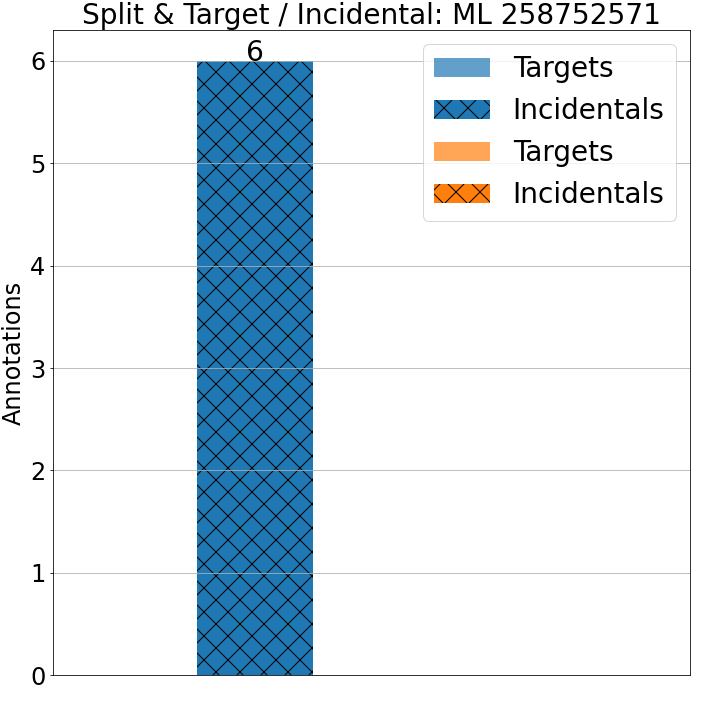 Split & Target / Incidental: ML 258752571
6
Targets
Incidentals
Targets
Incidentals
Annotations
6
5
4
3
2
1
0